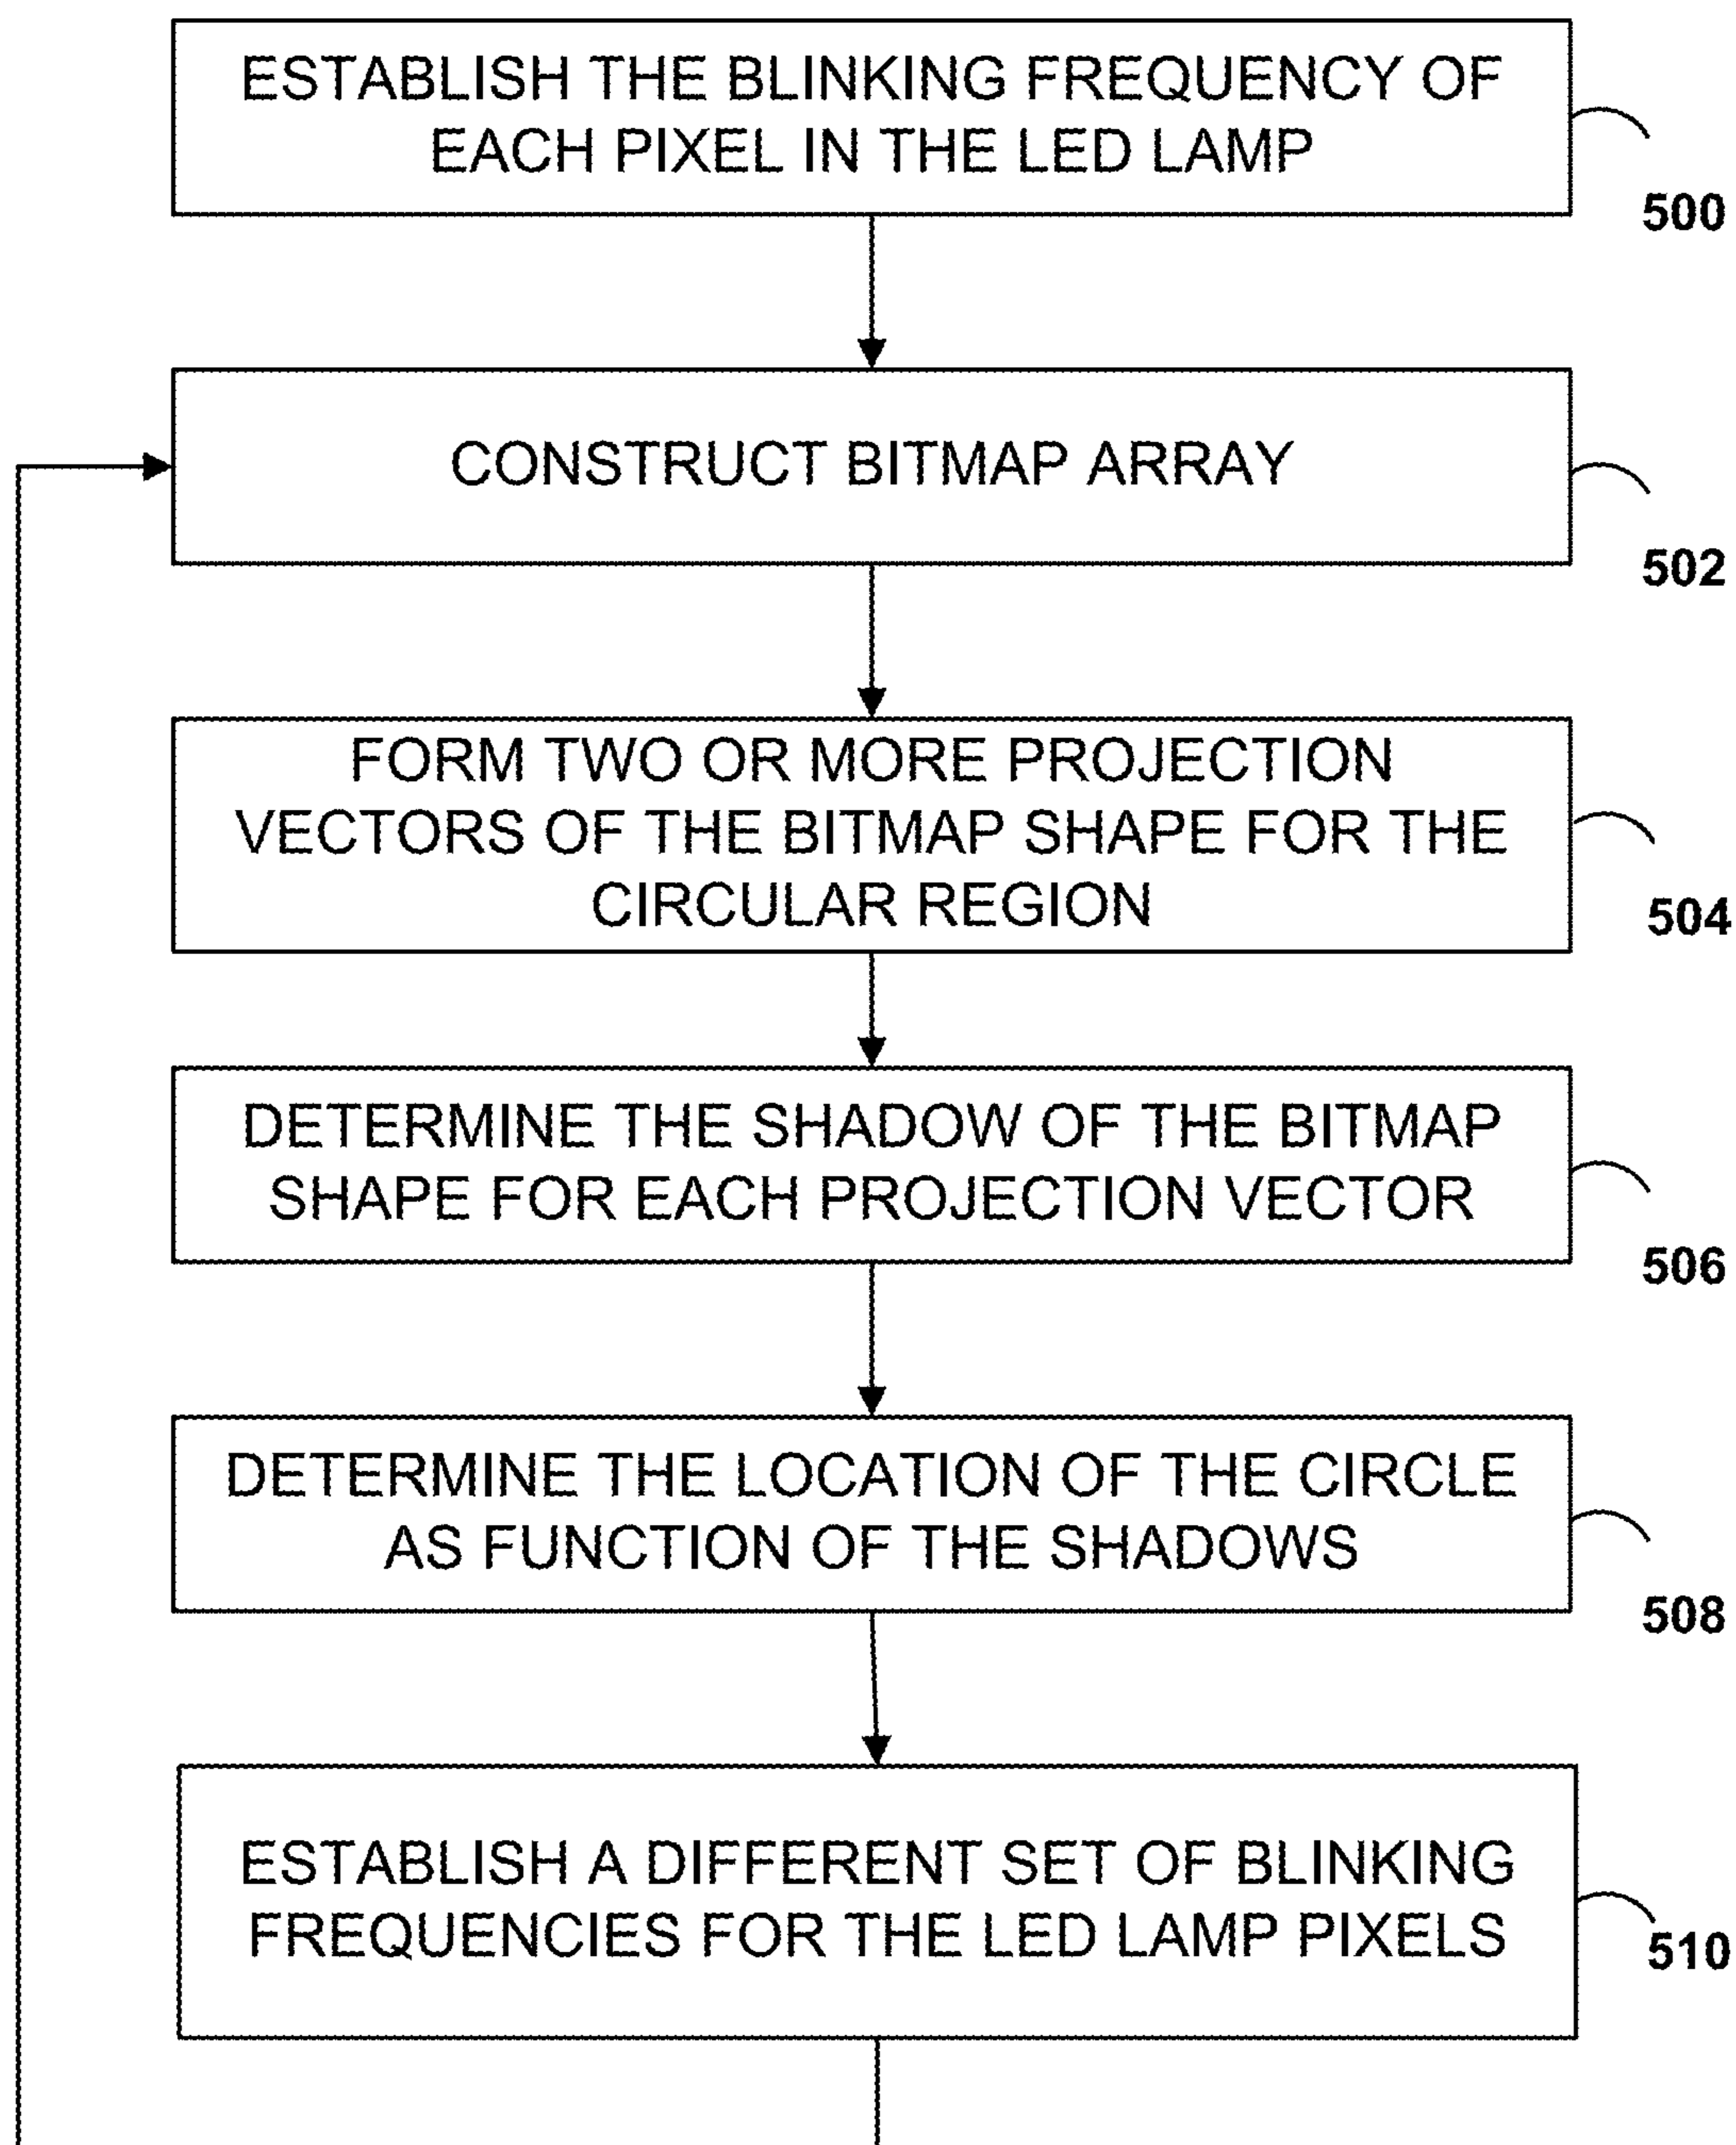 ESTABLISH THE BLINKING FREQUENCY OF
EACH PIXEL IN THE LED LAMP
500
CONSTRUCT BITMAP ARRAY
502
FORM TWO OR MORE PROJECTION
VECTORS OF THE BITMAP SHAPE FOR THE
CIRCULAR REGION
504
DETERMINE THE SHADOW OF THE BITMAP
SHAPE FOR EACH PROJECTION VECTOR
506
DETERMINE THE LOCATION OF THE CIRCLE
AS FUNCTION OF THE SHADOWS
508
ESTABLISH A DIFFERENT SET OF BLINKING
FREQUENCIES FOR THE LED LAMP PIXELS
510